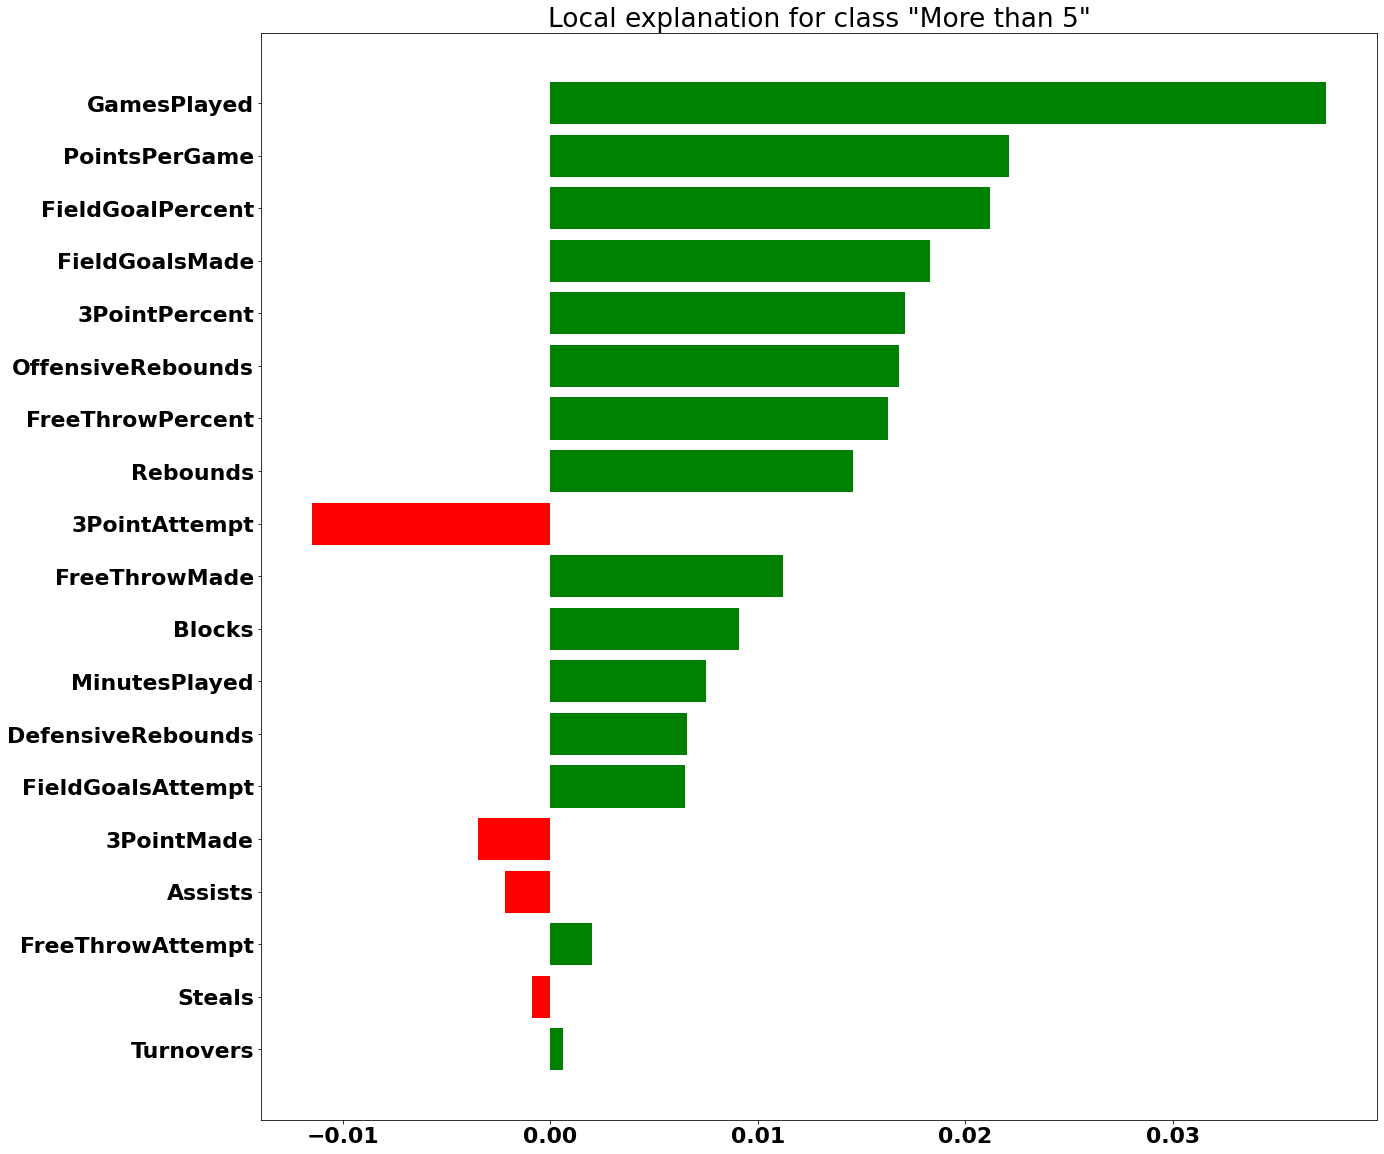 Local explanation for class "More than 5"
GamesPlayed
PointsPerGame
FieldGoalPercent
FieldGoalsMade
3PointPercent
OffensiveRebounds
FreeThrowPercent
Rebounds
3PointAttempt
FreeThrowMade
Blocks
MinutesPlayed
DefensiveRebounds
FieldGoalsAttempt
3PointMade
Assists
FreeThrowAttempt
Steals
Turnovers
−0.01 0.00 0.01 0.02 0.03